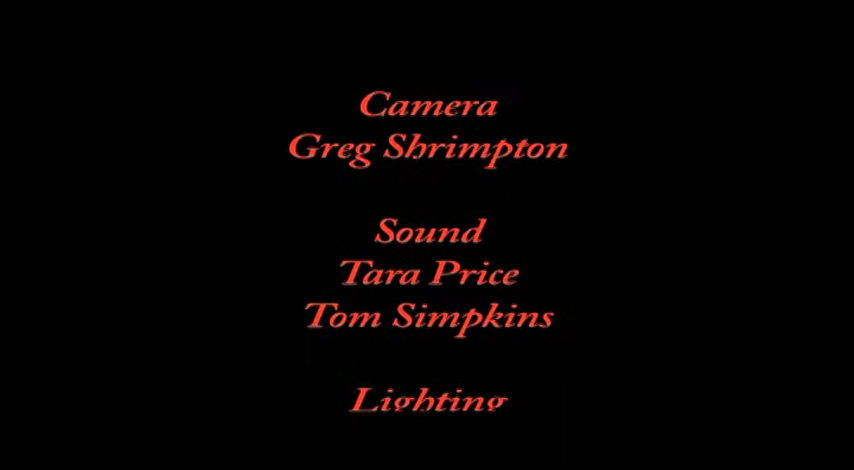 Camera
Greg Shrimpton
Sound
Tara Price
Tom Simpkins
Lighting